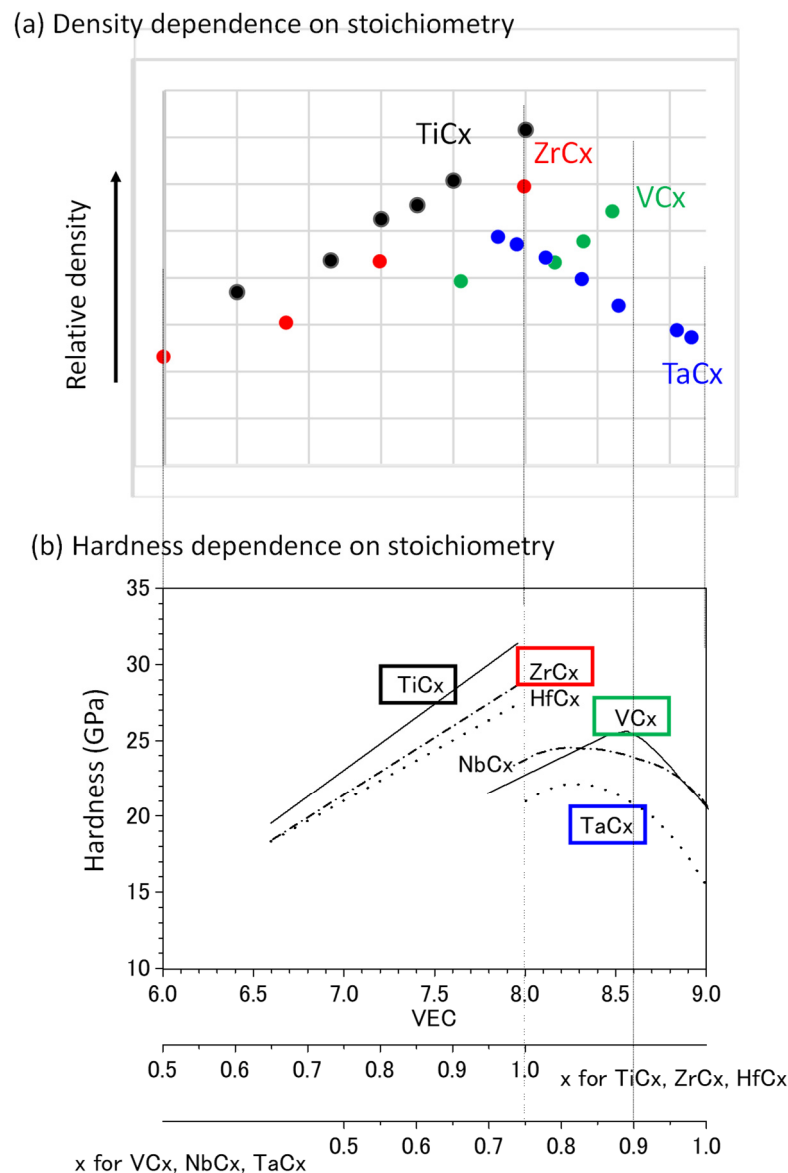 (a) Density dependence on stoichiometry
TiCx
ZrCx
VCx
TaCx
Relative density
(b) Hardness dependence on stoichiometry
35
30
25
20
15
10
Hardness (GPa)
TiCx
ZrCx
HfCx
VCx
NbCx
TaCx
6.0 6.5 7.0 7.5 8.0 8.5 9.0
VEC
0.5 0.6 0.7 0.8 0.9 1.0
x for TiCx, ZrCx, HfCx
0.5 0.6 0.7 0.8 0.9 1.0
x for VCx, NbCx, TaCx